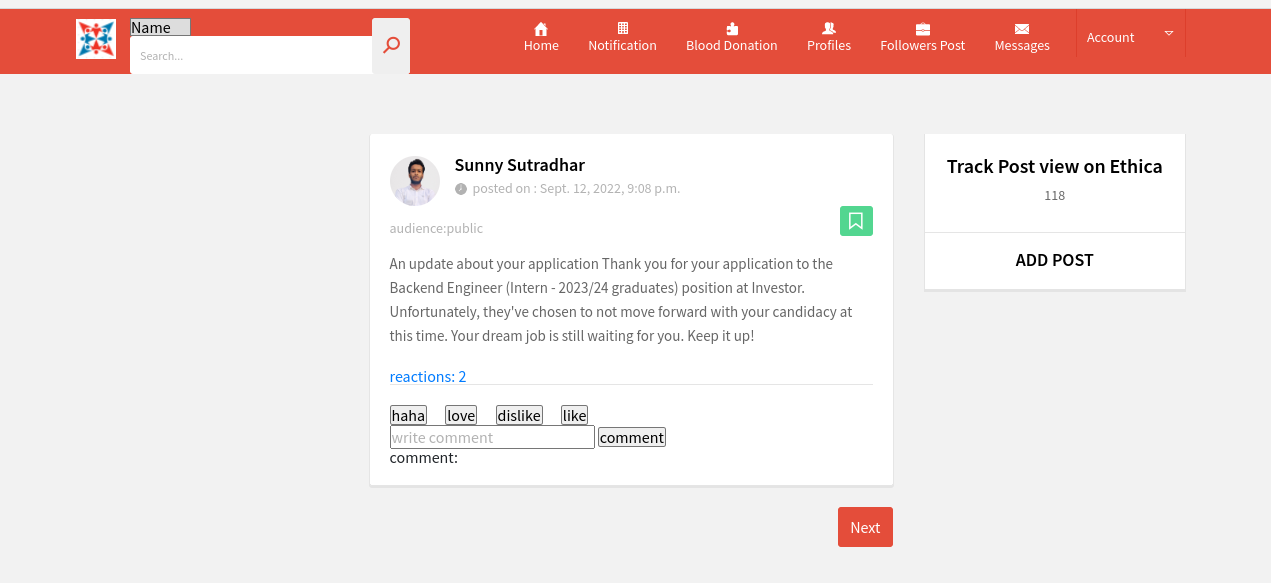 Name
Search...
Home
Notification
Blood Donation
Profiles
Followers Post
Messages
Account
Sunny Sutradhar
posted on : Sept. 12, 2022, 9:08 p.m.
audience:public
An update about your application Thank you for your application to the
Backend Engineer (Intern - 2023/24 graduates) position at Investor.
Unfortunately, they've chosen to not move forward with your candidacy at
this time. Your dream job is still waiting for you. Keep it up!
reactions: 2
haha love dislike like
write comment comment
comment:
Next
Track Post view on Ethica
118
ADD POST